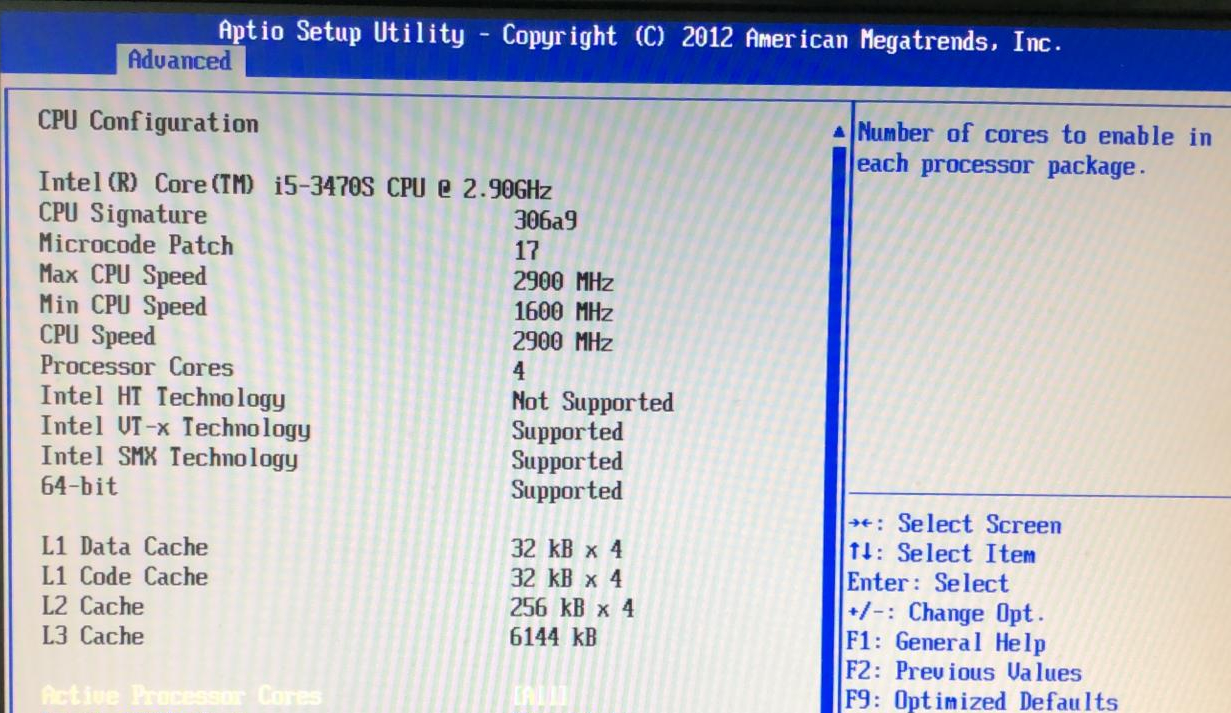 Aptio Setup Utility - Copyright (C) 2012 American Megatrends, Inc.
Advanced
CPU Configuration
Intel(R) Core(TM) i5-3470S CPU @ 2.90GHz
CPU Signature 306a9
Microcode Patch 17
Max CPU Speed 2900 MHz
Min CPU Speed 1600 MHz
CPU Speed 2900 MHz
Processor Cores 4
Intel HT Technology Not Supported
Intel VT-x Technology Supported
Intel SMX Technology Supported
64-bit Supported
L1 Data Cache 32 kB x 4
L1 Code Cache 32 kB x 4
L2 Cache 256 kB x 4
L3 Cache 6144 kB
Active Processor Cores [All]
Number of cores to enable in
each processor package.
→←: Select Screen
↑↓: Select Item
Enter: Select
+/-: Change Opt.
F1: General Help
F2: Previous Values
F9: Optimized Defaults